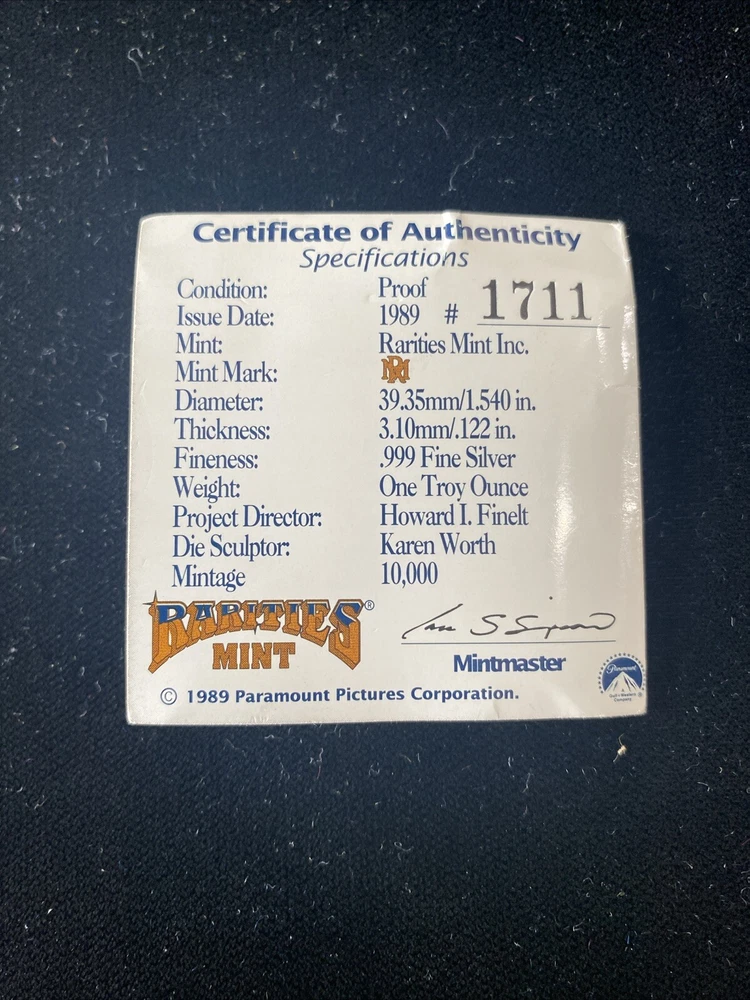 Certificate of Authenticity
Specifications
Condition: Proof
Issue Date: 1989 # 1711
Mint: Rarities Mint Inc.
Mint Mark: RM
Diameter: 39.35mm/1.540 in.
Thickness: 3.10mm/.122 in.
Fineness: .999 Fine Silver
Weight: One Troy Ounce
Project Director: Howard I. Finelt
Die Sculptor: Karen Worth
Mintage 10,000
RARITIES®
MINT
Mintmaster
Paramount
© 1989 Paramount Pictures Corporation.